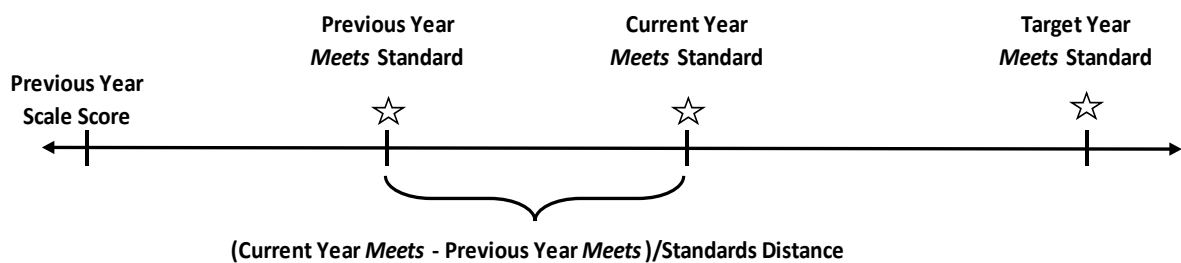 Previous Year
Meets Standard
Current Year
Meets Standard
Target Year
Meets Standard
Previous Year
Scale Score
(Current Year Meets - Previous Year Meets)/Standards Distance